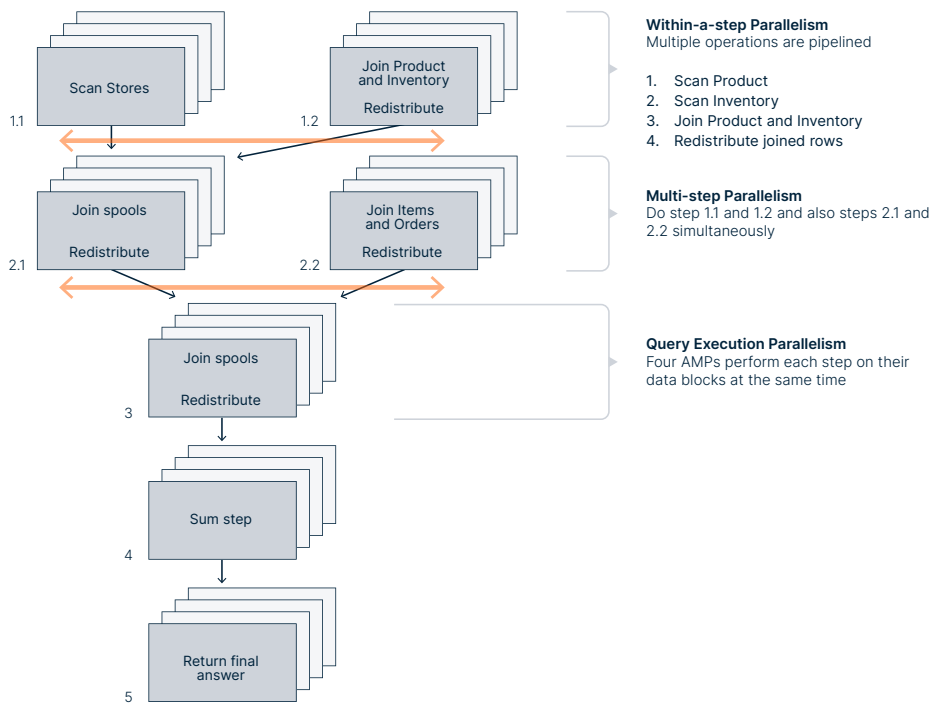 Scan Stores
1.1
Join Product
and Inventory
Redistribute
1.2
Within-a-step Parallelism
Multiple operations are pipelined
1. Scan Product
2. Scan Inventory
3. Join Product and Inventory
4. Redistribute joined rows
Join spools
Redistribute
2.1
Join Items
and Orders
Redistribute
2.2
Multi-step Parallelism
Do step 1.1 and 1.2 and also steps 2.1 and
2.2 simultaneously
Join spools
Redistribute
3
Query Execution Parallelism
Four AMPs perform each step on their
data blocks at the same time
Sum step
4
Return final
answer
5